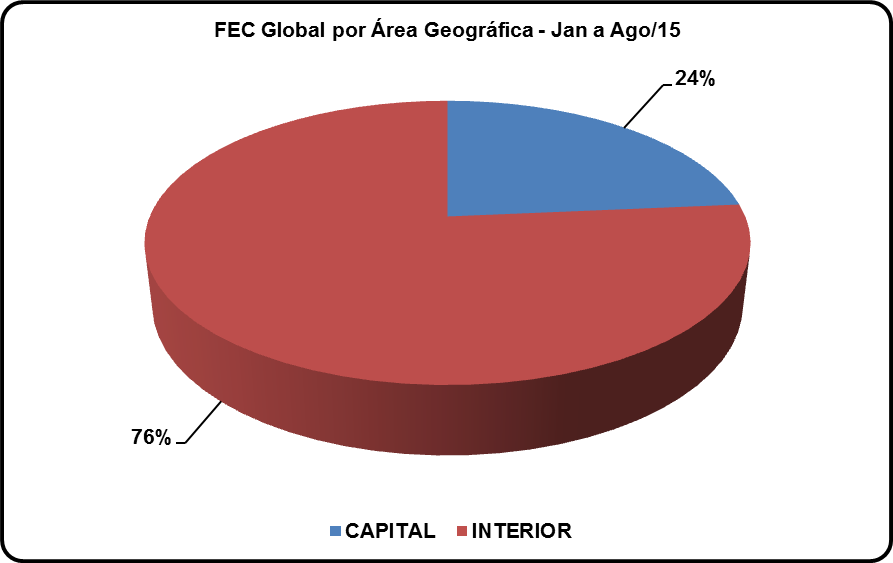 FEC Global por Área Geográfica - Jan a Ago/15
24%
76%
CAPITAL INTERIOR